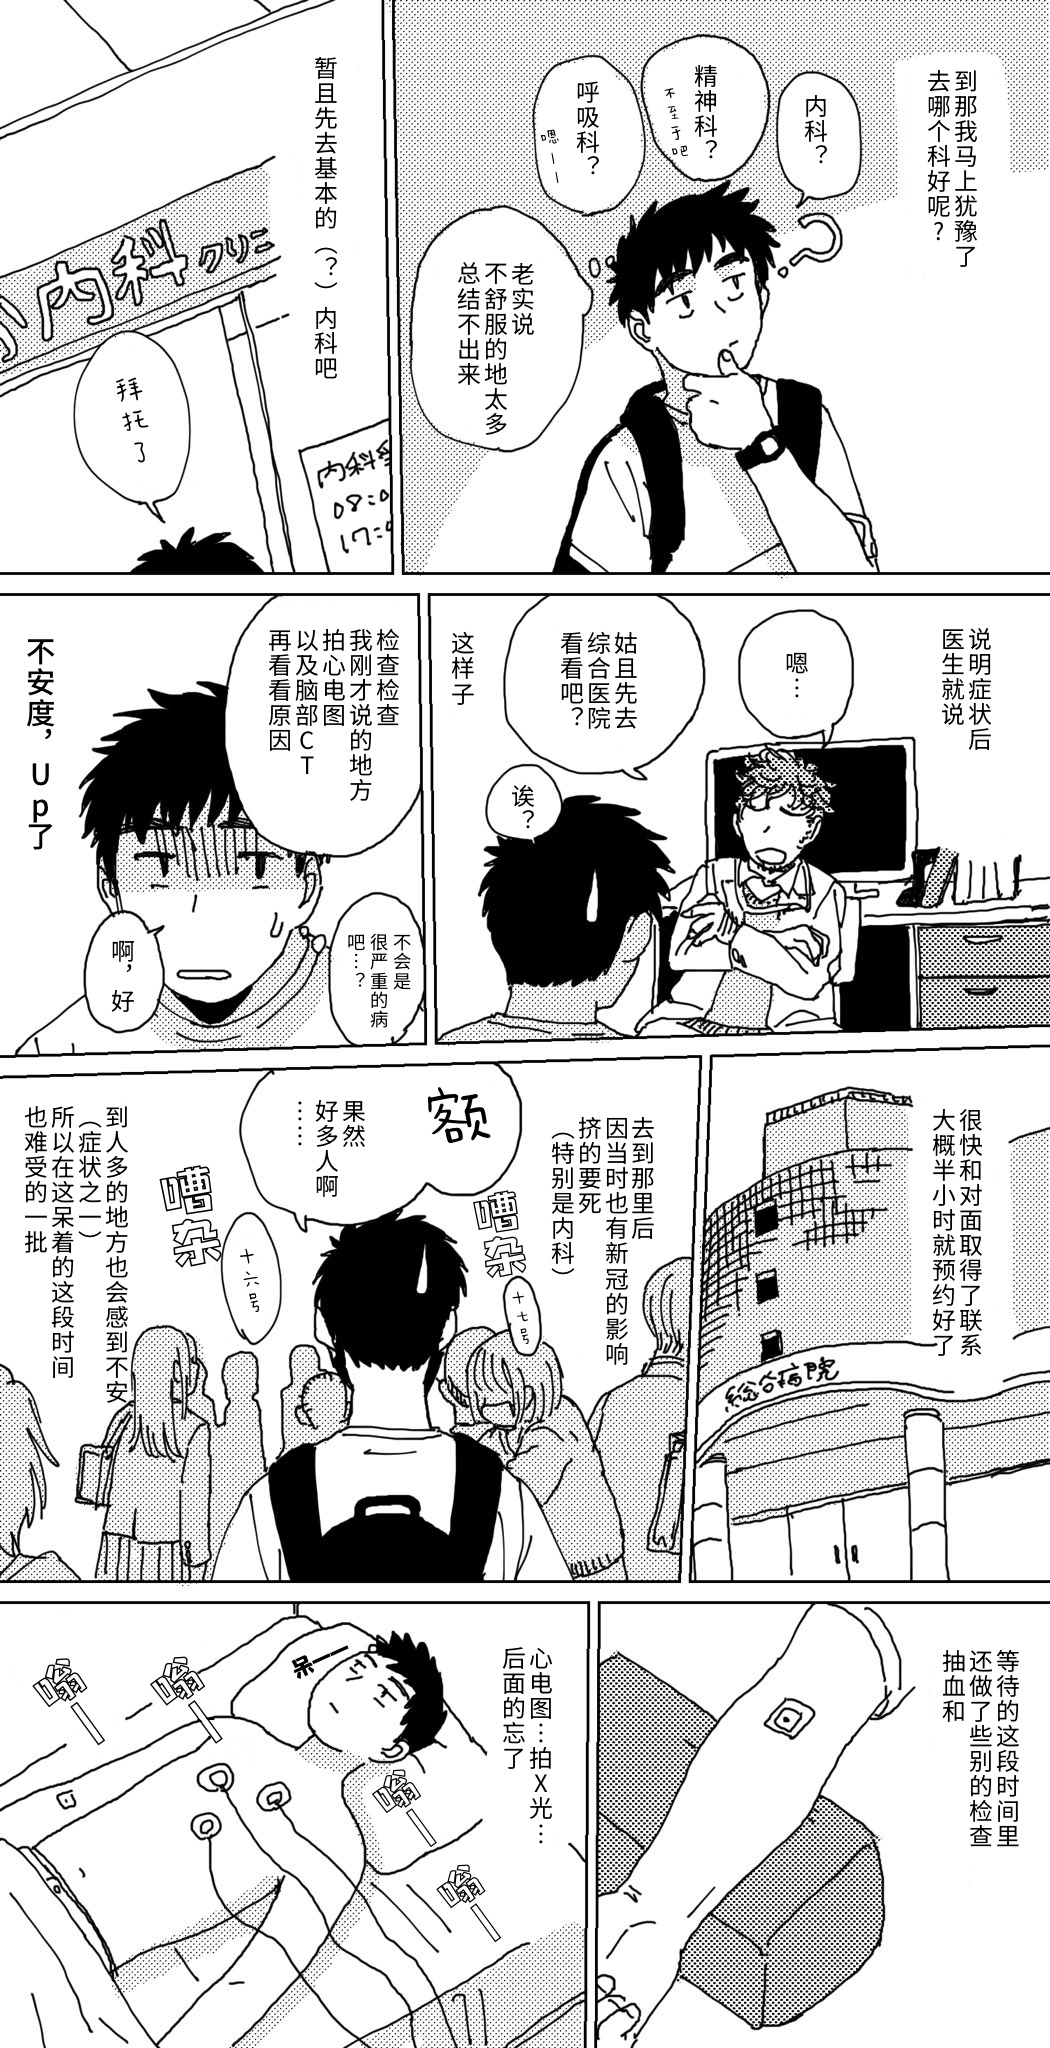 到那我马上犹豫了
去哪个科好呢?
内科?
精神科?
不至于吧
呼吸科?
嗯——
老实说
不舒服的地太多
总结不出来
暂且先去基本的（?）内科吧
内科クリニ
拜托了
内科
08:0
17:0
说明症状后
医生就说
嗯…
姑且先去
综合医院
看看吧?
诶?
这样子
检查检查
我刚才说的地方
拍心电图
以及脑部CT
再看看原因
不会是
很严重的病
吧…?
啊，好
不安度，Up了
很快和对面取得了联系
大概半小时就预约好了
総合病院
去到那里后
因当时也有新冠的影响
挤的要死
（特别是内科）
额
果然
好多人啊
……
嘈杂
十七号
嘈杂
十六号
到人多的地方也会感到不安
（症状之一）
所以在这呆着的这段时间
也难受的一批
等待的这段时间里
还做了些别的检查
抽血和
心电图…拍X光…
后面的忘了
呆——
嗡—
嗡—
嗡—
嗡—